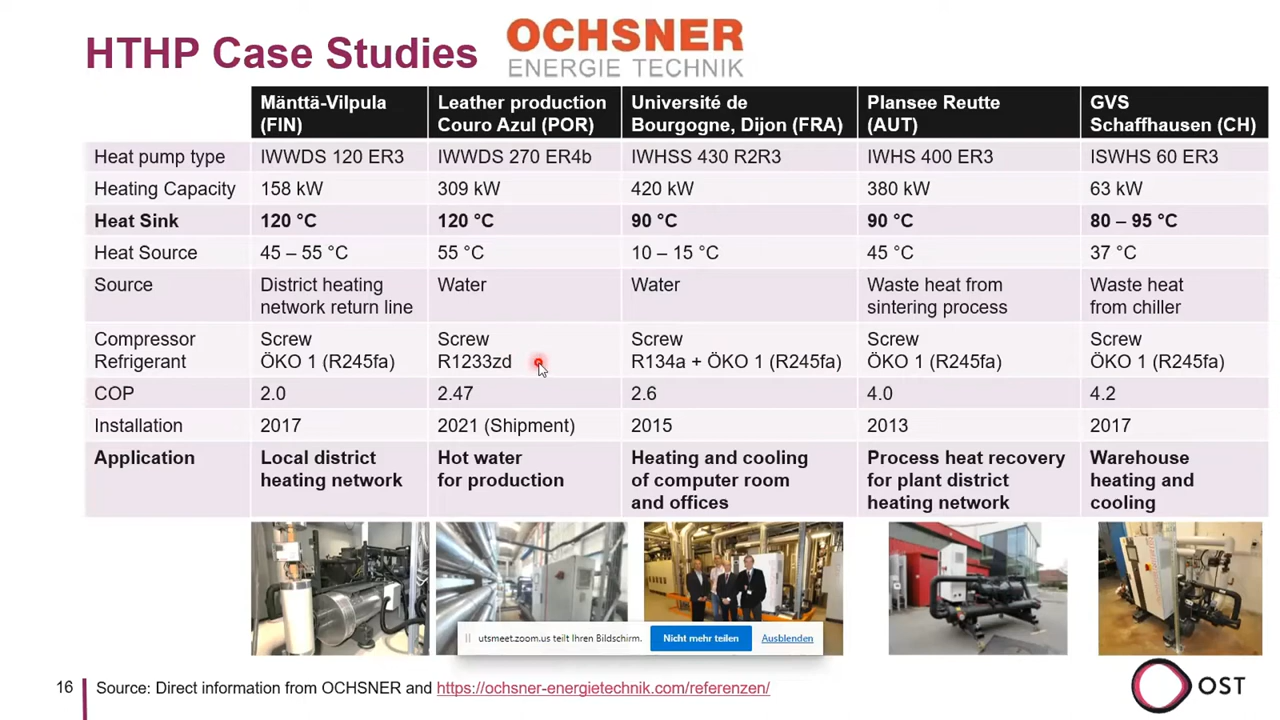 HTHP Case Studies
OCHSNER
ENERGIE TECHNIK
Mänttä-Vilpula
(FIN)
Leather production
Couro Azul (POR)
Université de
Bourgogne, Dijon (FRA)
Plansee Reutte
(AUT)
GVS
Schaffhausen (CH)
Heat pump type
IWWDS 120 ER3
IWWDS 270 ER4b
IWHSS 430 R2R3
IWHS 400 ER3
ISWHS 60 ER3
Heating Capacity
158 kW
309 kW
420 kW
380 kW
63 kW
Heat Sink
120 °C
120 °C
90 °C
90 °C
80 – 95 °C
Heat Source
45 – 55 °C
55 °C
10 – 15 °C
45 °C
37 °C
Source
District heating
network return line
Water
Water
Waste heat from
sintering process
Waste heat
from chiller
Compressor
Refrigerant
Screw
ÖKO 1 (R245fa)
Screw
R1233zd
Screw
R134a + ÖKO 1 (R245fa)
Screw
ÖKO 1 (R245fa)
Screw
ÖKO 1 (R245fa)
COP
2.0
2.47
2.6
4.0
4.2
Installation
2017
2021 (Shipment)
2015
2013
2017
Application
Local district
heating network
Hot water
for production
Heating and cooling
of computer room
and offices
Process heat recovery
for plant district
heating network
Warehouse
heating and
cooling
utsmeet.zoom.us teilt Ihren Bildschirm.
Nicht mehr teilen
Ausblenden
16
Source: Direct information from OCHSNER and https://ochsner-energietechnik.com/referenzen/
OST